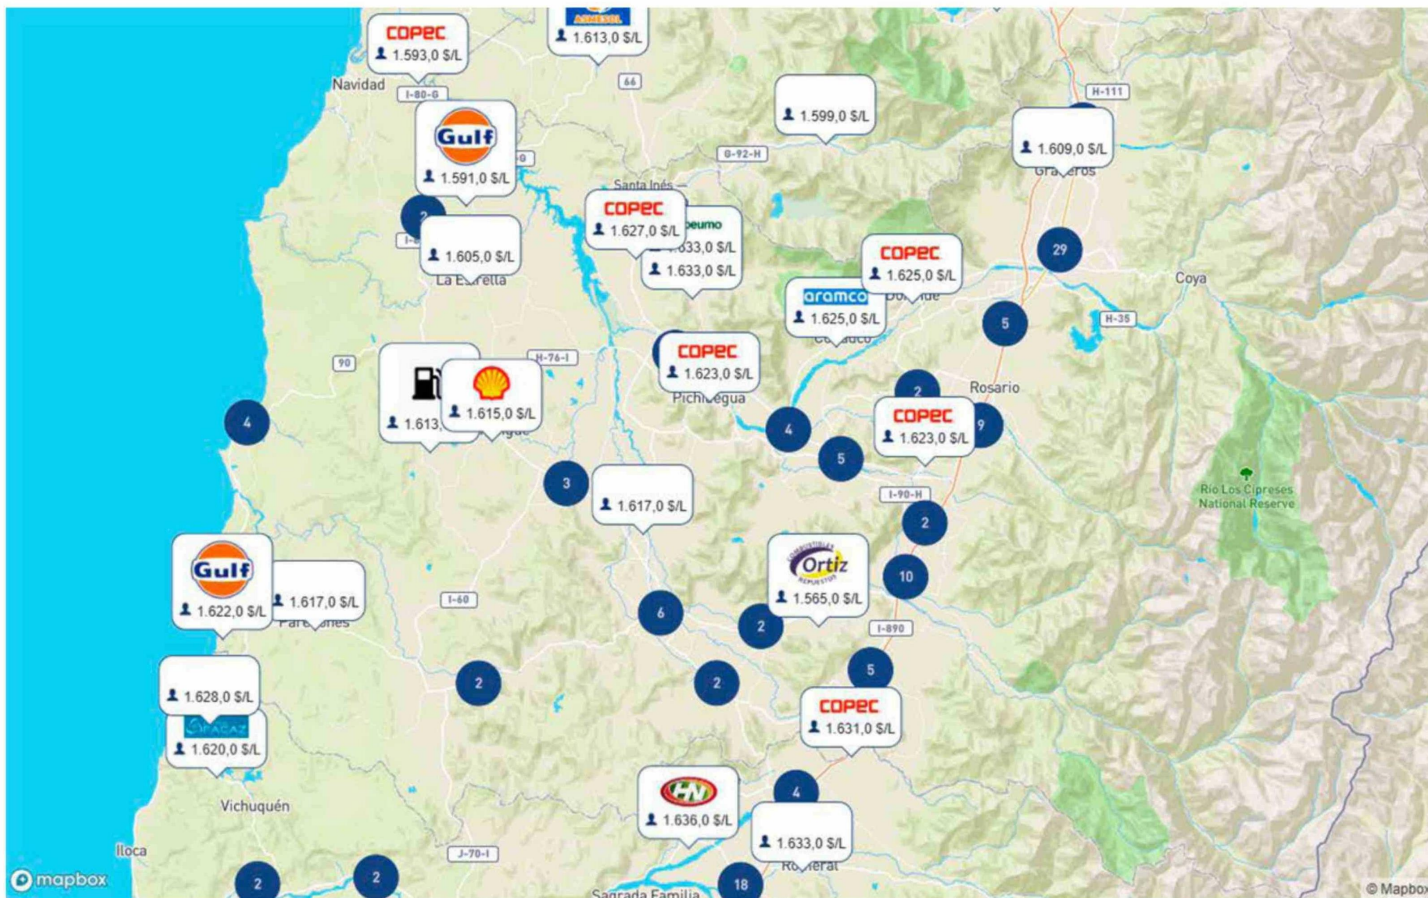 COPEC
1.593,0 $/L
ASMESOL
1.613,0 $/L
Navidad
I-80-G
66
H-111
1.599,0 $/L
Gulf
1.591,0 $/L
G-92-H
1.609,0 $/L
Santa Inés
COPEC
1.627,0 $/L
1.633,0 $/L
2
1.605,0 $/L
La Estrella
COPEC
1.625,0 $/L
29
Coya
aramco
1.625,0 $/L
5
H-35
90
H-76-I
COPEC
1.623,0 $/L
1.613,
1.615,0 $/L
Rosario
2
COPEC
1.623,0 $/L
4
4
9
5
3
1.617,0 $/L
I-90-H
2
Río Los Cipreses
National Reserve
Gulf
1.622,0 $/L
1.617,0 $/L
COMBUSTIBLES
Ortiz
REPUESTOS
1.565,0 $/L
10
I-60
6
2
I-890
1.628,0 $/L
2
2
5
COPEC
1.631,0 $/L
1.620,0 $/L
HN
1.636,0 $/L
4
1.633,0 $/L
Vichuquén
Iloca
J-70-I
Romeral
mapbox
2
2
18
Sagrada Familia
© Mapbox